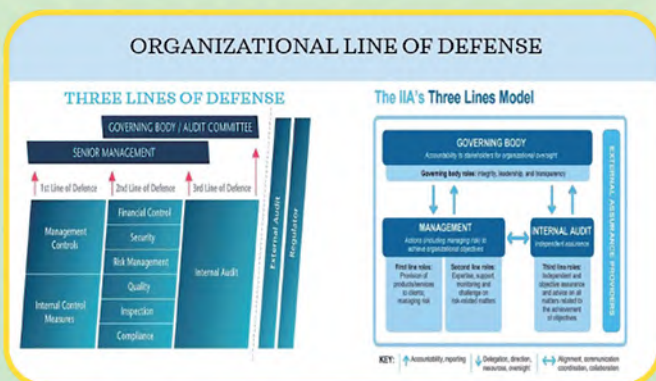 ORGANIZATIONAL LINE OF DEFENSE
THREE LINES OF DEFENSE
GOVERNING BODY / AUDIT COMMITTEE
SENIOR MANAGEMENT
1st Line of Defence
2nd Line of Defence
3rd Line of Defence
Management
Controls
Internal Control
Measures
Financial Control
Security
Risk Management
Quality
Inspection
Compliance
Internal Audit
External Audit
Regulator
The IIA's Three Lines Model
GOVERNING BODY
Accountability to stakeholders for organizational oversight
Governing body roles: integrity, leadership, and transparency
MANAGEMENT
Actions (including managing risk) to
achieve organizational objectives
First line roles:
Provision of
products/services
to clients;
managing risk
Second line roles:
Expertise, support,
monitoring and
challenge on
risk-related matters
INTERNAL AUDIT
Independent assurance
Third line roles:
Independent and
objective assurance
and advice on all
matters related to
the achievement
of objectives
EXTERNAL ASSURANCE PROVIDERS
KEY:
Accountability, reporting
Delegation, direction,
resources, oversight
Alignment, communication
coordination, collaboration